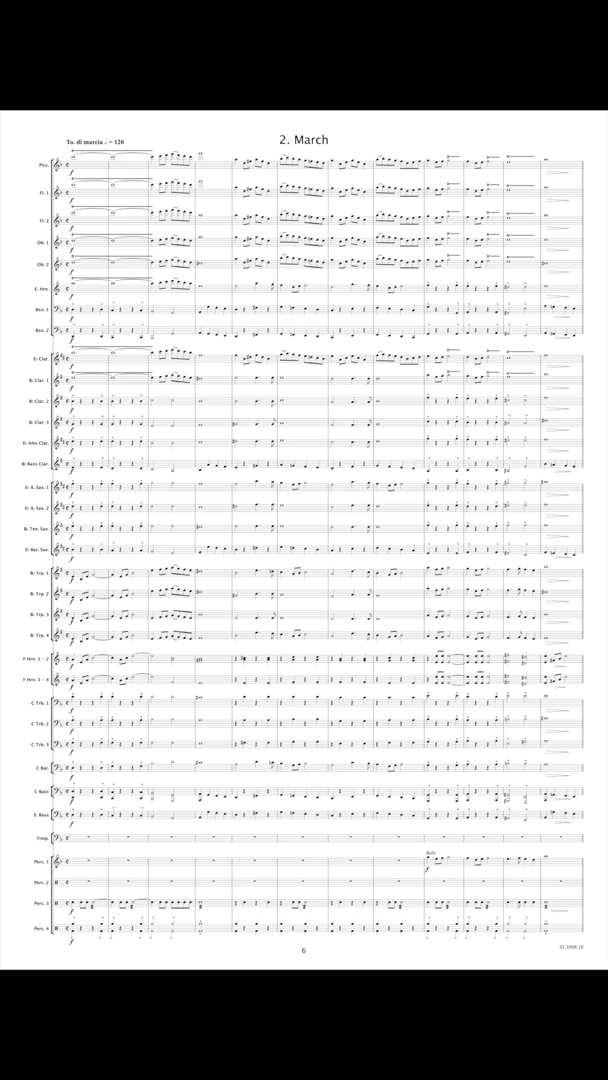 2. March
To. di marcia 𝅗𝅥 = 120
Picc.
Fl. 1
Fl. 2
Ob. 1
Ob. 2
E. Hrn.
Bsn. 1
Bsn. 2
E♭ Clar.
B♭ Clar. 1
B♭ Clar. 2
B♭ Clar. 3
E♭ Alto Clar.
B♭ Bass Clar.
E♭ A. Sax. 1
E♭ A. Sax. 2
B♭ Ten. Sax.
E♭ Bar. Sax.
B♭ Trp. 1
B♭ Trp. 2
B♭ Trp. 3
B♭ Trp. 4
F Hrn. 1 - 2
F Hrn. 3 - 4
C Trb. 1
C Trb. 2
C Trb. 3
C Bar.
C Bass
S. Bass
Timp.
Perc. 1
Bells
Perc. 2
Perc. 3
Perc. 4
6
01.3508.10